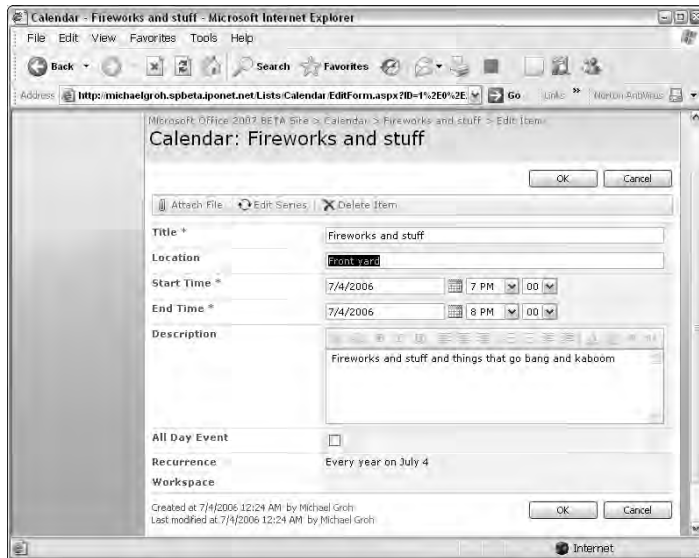 Calendar - Fireworks and stuff - Microsoft Internet Explorer
File Edit View Favorites Tools Help
Back Search Favorites
Address http://michaelgroh.spbeta.iponet.net/Lists/Calendar/EditForm.aspx?ID=1%2E0%2E: Go Links » Norton AntiVirus
Microsoft Office 2007 BETA Site > Calendar > Fireworks and stuff > Edit Item
Calendar: Fireworks and stuff
OK Cancel
Attach File Edit Series Delete Item
Title * Fireworks and stuff
Location Front yard
Start Time * 7/4/2006 7 PM 00
End Time * 7/4/2006 8 PM 00
Description
B I U
Fireworks and stuff and things that go bang and kaboom
All Day Event
Recurrence Every year on July 4
Workspace
Created at 7/4/2006 12:24 AM by Michael Groh
Last modified at 7/4/2006 12:24 AM by Michael Groh
OK Cancel
Internet